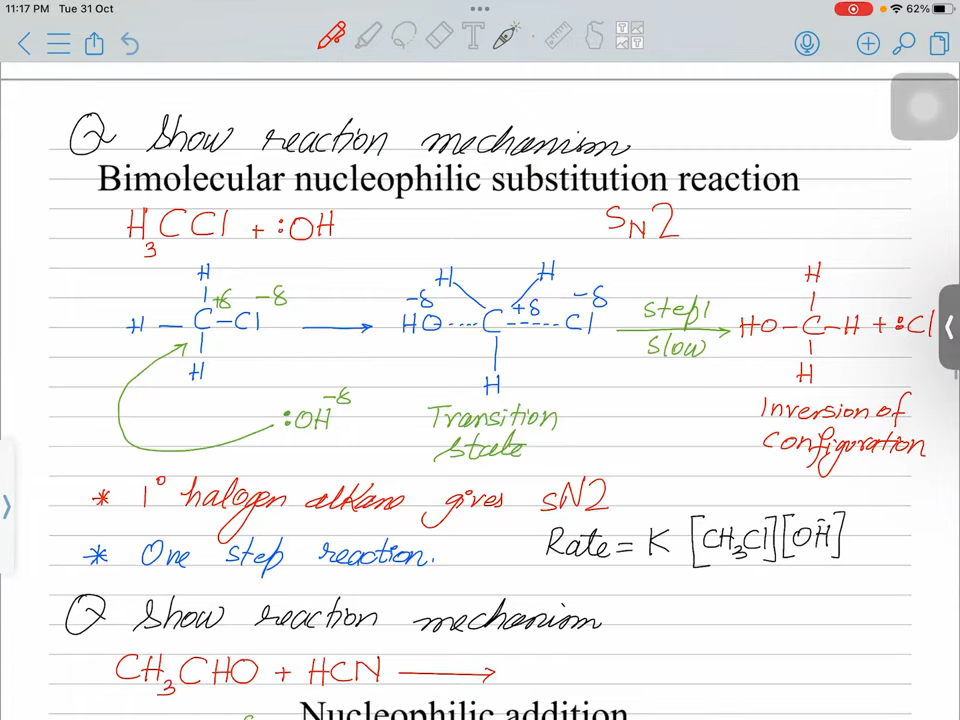 11:17 PM Tue 31 Oct 62%
Q Show reaction mechanism
Bimolecular nucleophilic substitution reaction
H3CCl + :OH SN2
H H H H
+δ -δ -δ +δ -δ step 1
H — C — Cl HO C Cl slow HO — C — H + :Cl
H H H
:OH -δ Transition state Inversion of configuration
* 1° halogen alkane gives SN2
* One step reaction. Rate = K [CH3Cl][OH-]
Q Show reaction mechanism
CH3CHO + HCN ⟶
Nucleophilic addition